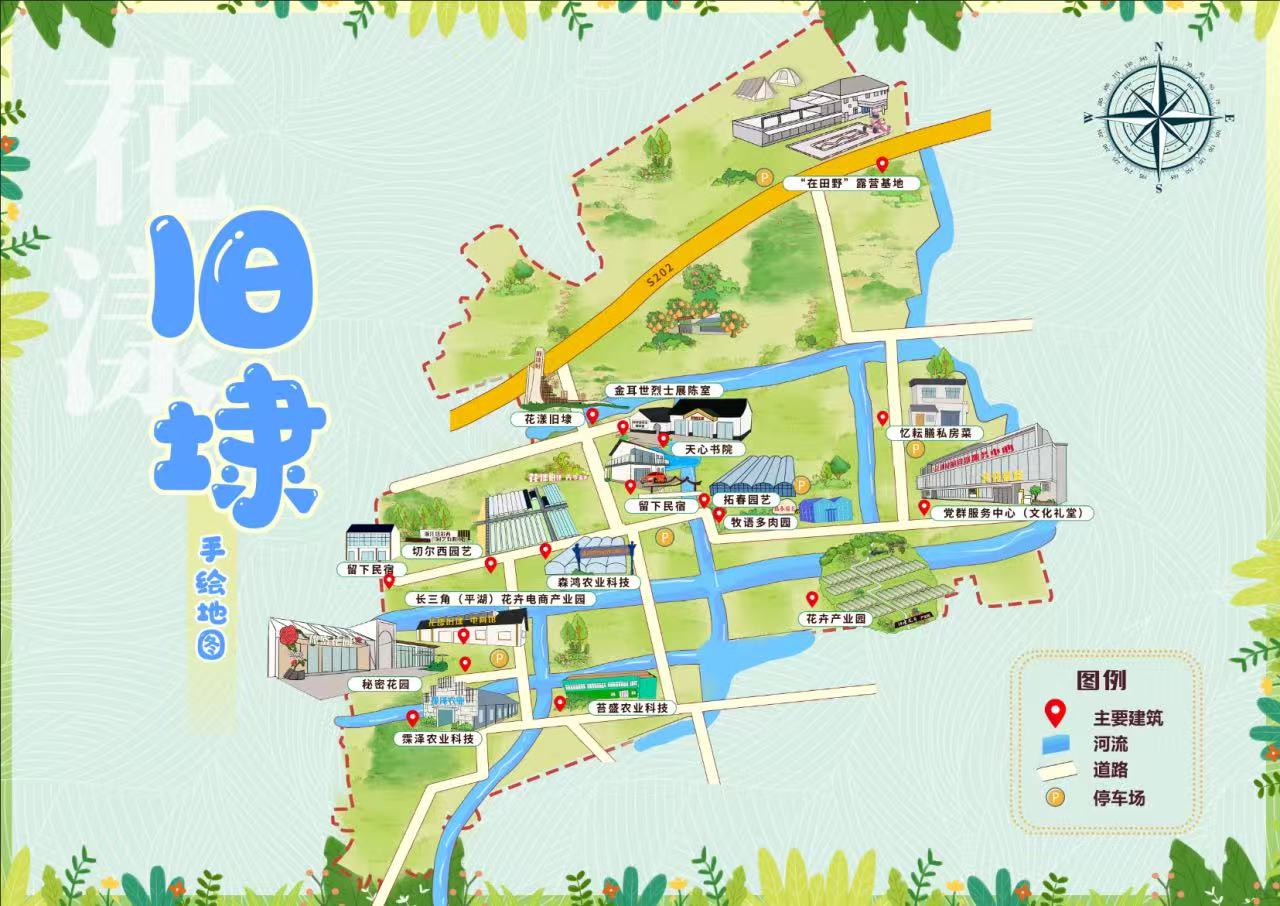 花漾
旧埭
手绘地图
N
W
E
S
"在田野"露营基地
P
S202
金耳世烈士展陈室
花漾旧埭
天心书院
忆耘膳私房菜
P
拓春园艺
P
留下民宿
牧语多肉园
党群服务中心（文化礼堂）
P
切尔西园艺
留下民宿
森鸿农业科技
长三角（平湖）花卉电商产业园
花卉产业园
秘密花园
P
苔盛农业科技
霂泽农业科技
图例
主要建筑
河流
道路
P
停车场